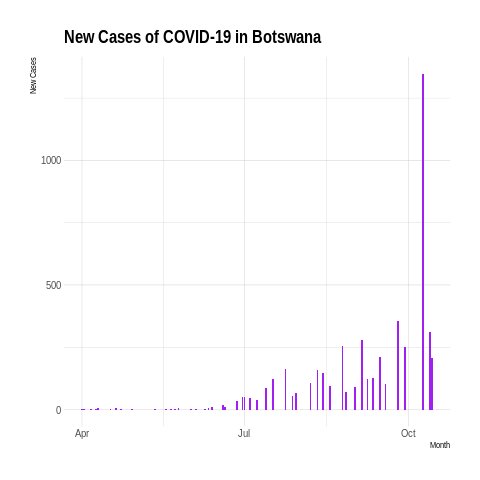 New Cases of COVID-19 in Botswana
New Cases
1000
500
0
Apr
Jul
Oct
Month